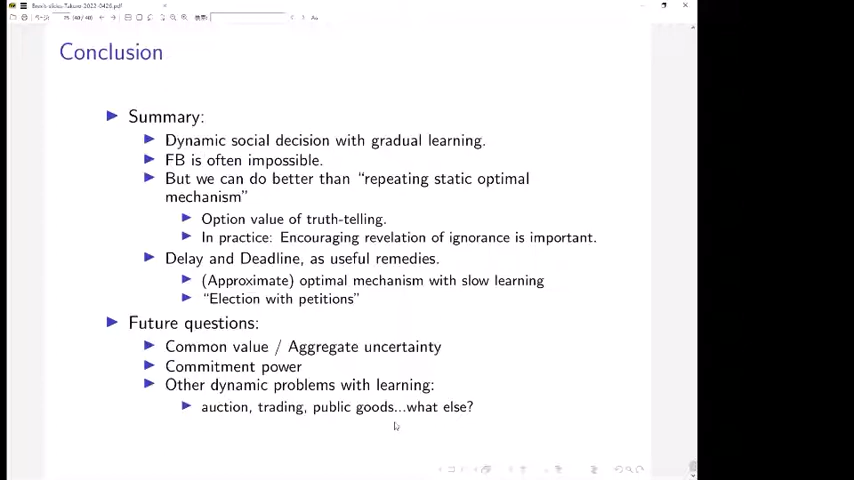 25 (40 / 40)
Conclusion
Summary:
Dynamic social decision with gradual learning.
FB is often impossible.
But we can do better than “repeating static optimal
mechanism”
Option value of truth-telling.
In practice: Encouraging revelation of ignorance is important.
Delay and Deadline, as useful remedies.
(Approximate) optimal mechanism with slow learning
“Election with petitions”
Future questions:
Common value / Aggregate uncertainty
Commitment power
Other dynamic problems with learning:
auction, trading, public goods...what else?